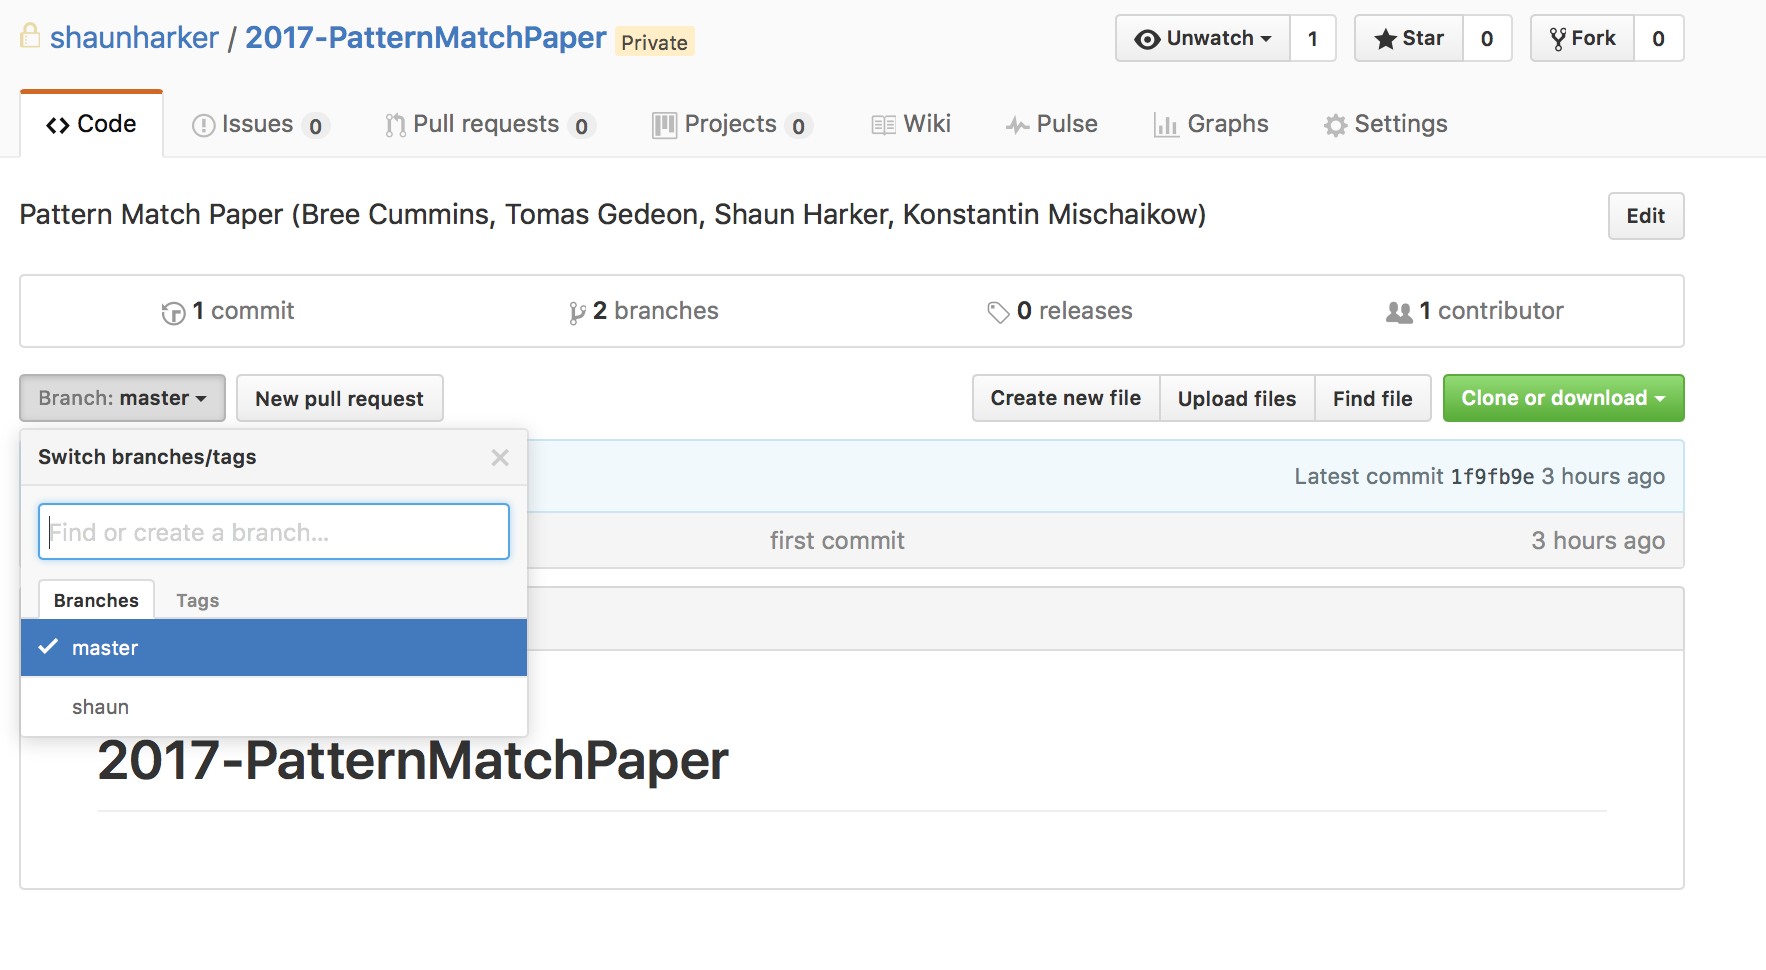 shaunharker / 2017-PatternMatchPaper Private Unwatch 1 Star 0 Fork 0
Code Issues 0 Pull requests 0 Projects 0 Wiki Pulse Graphs Settings
Pattern Match Paper (Bree Cummins, Tomas Gedeon, Shaun Harker, Konstantin Mischaikow) Edit
1 commit 2 branches 0 releases 1 contributor
Branch: master New pull request Create new file Upload files Find file Clone or download
Switch branches/tags
Latest commit 1f9fb9e 3 hours ago
Find or create a branch...
first commit 3 hours ago
Branches Tags
master
shaun
2017-PatternMatchPaper